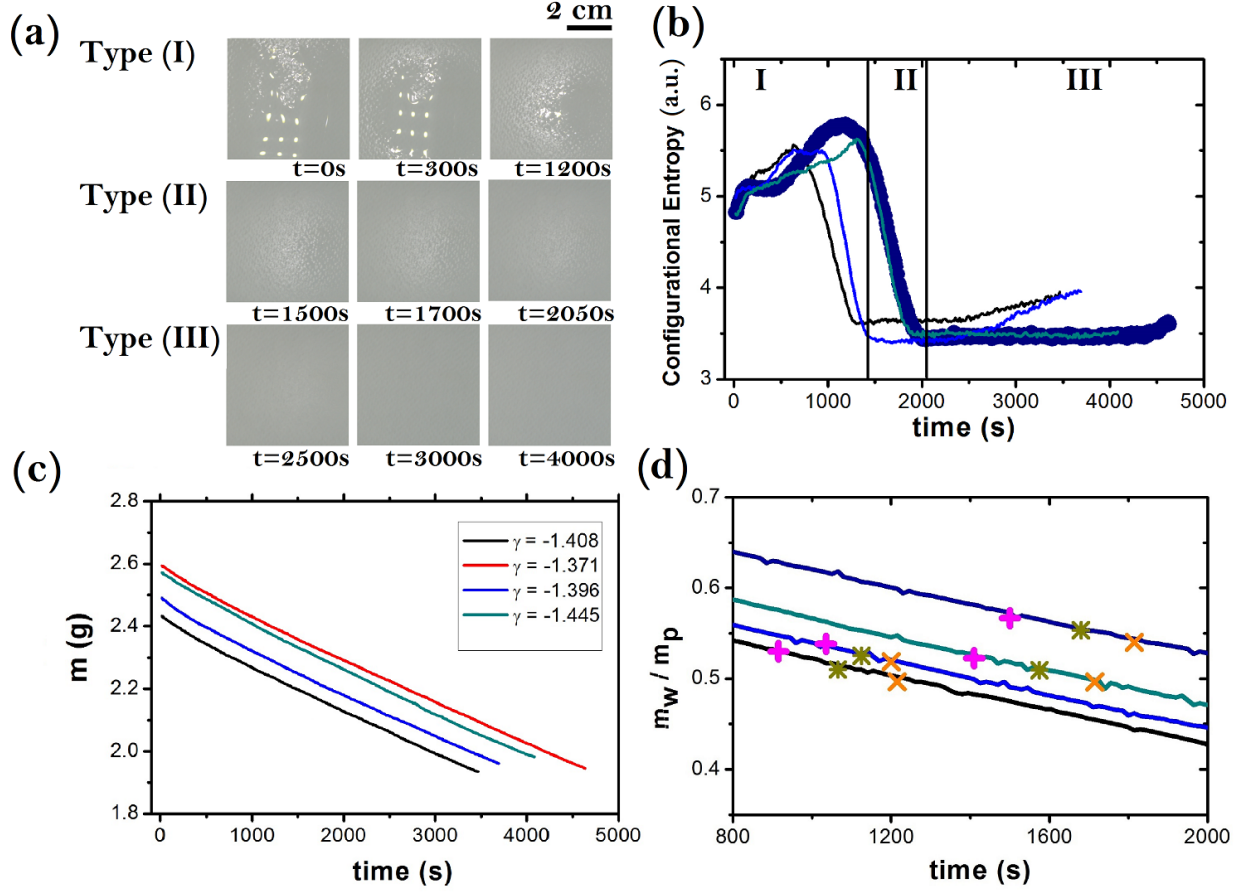 (a)
2 cm
Type (I)
t=0s t=300s t=1200s
Type (II)
t=1500s t=1700s t=2050s
Type (III)
t=2500s t=3000s t=4000s
(b)
I II III
Configurational Entropy (a.u.)
6
5
4
3
0 1000 2000 3000 4000 5000
time (s)
(c)
m (g)
2.8
2.6
2.4
2.2
2.0
1.8
0 1000 2000 3000 4000 5000
time (s)
γ = -1.408
γ = -1.371
γ = -1.396
γ = -1.445
(d)
mw / mp
0.7
0.6
0.5
0.4
800 1200 1600 2000
time (s)